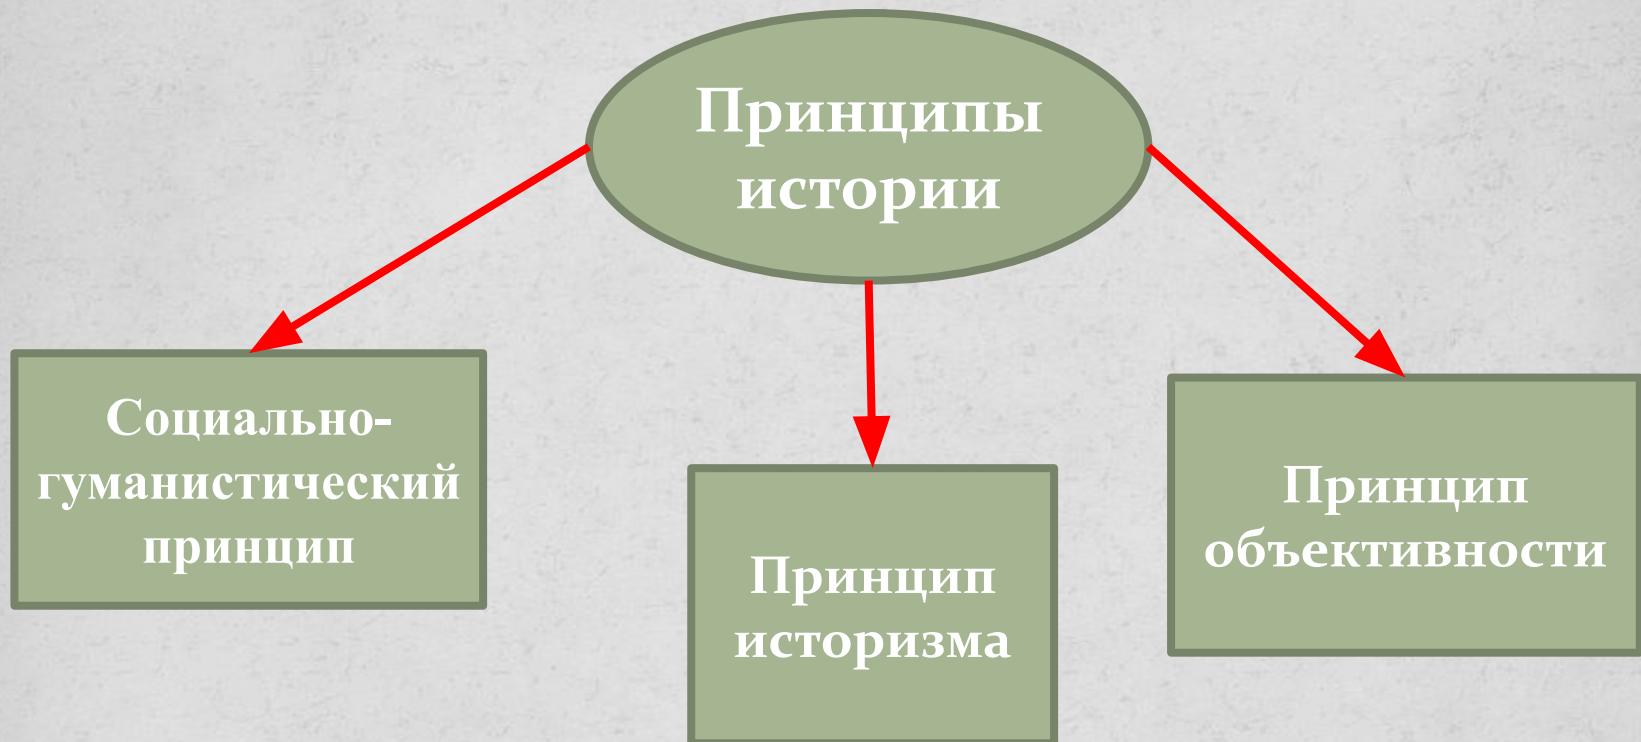 Принципы
истории
Социально-
гуманистический
принцип
Принцип
историзма
Принцип
объективности